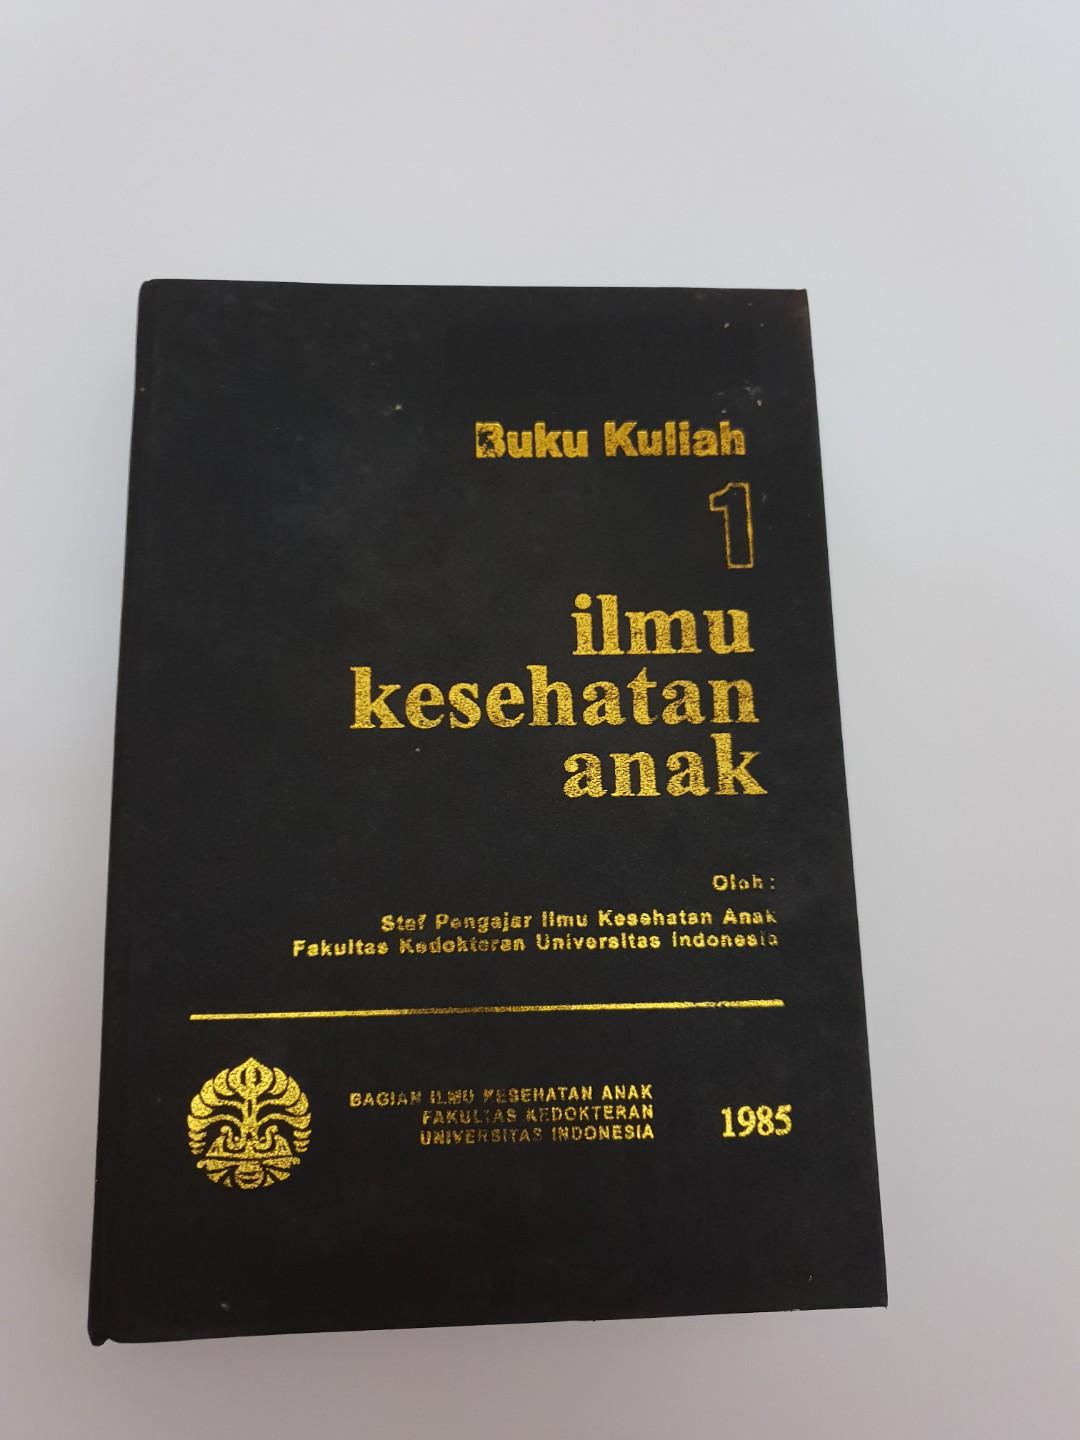 Buku Kuliah
1
ilmu
kesehatan
anak
Oleh :
Staf Pengajar Ilmu Kesehatan Anak
Fakultas Kedokteran Universitas Indonesia
BAGIAN ILMU KESEHATAN ANAK
FAKULTAS KEDOKTERAN
UNIVERSITAS INDONESIA
1985